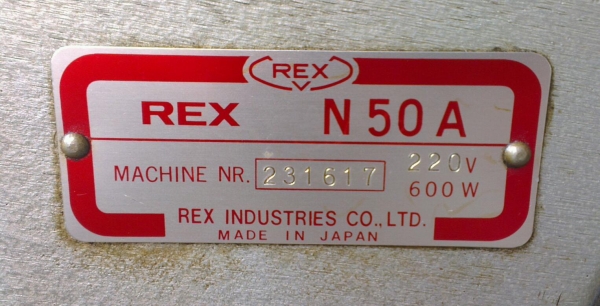 REX
REX N50A
MACHINE NR. 231617 220V
600W
REX INDUSTRIES CO., LTD.
MADE IN JAPAN